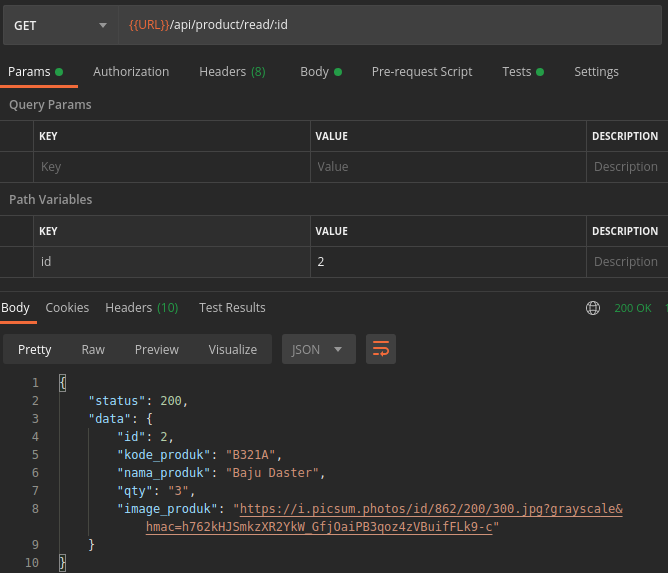 GET {{URL}}/api/product/read/:id
Params Authorization Headers (8) Body Pre-request Script Tests Settings
Query Params
KEY VALUE DESCRIPTION
Key Value Description
Path Variables
KEY VALUE DESCRIPTION
id 2 Description
Body Cookies Headers (10) Test Results 200 OK
Pretty Raw Preview Visualize JSON
1 {
2 "status": 200,
3 "data": {
4 "id": 2,
5 "kode_produk": "B321A",
6 "nama_produk": "Baju Daster",
7 "qty": "3",
8 "image_produk": "https://i.picsum.photos/id/862/200/300.jpg?grayscale&
hmac=h762kHJSmkzXR2YkW_GfjOaiPB3qoz4zVBuifFLk9-c"
9 }
10 }